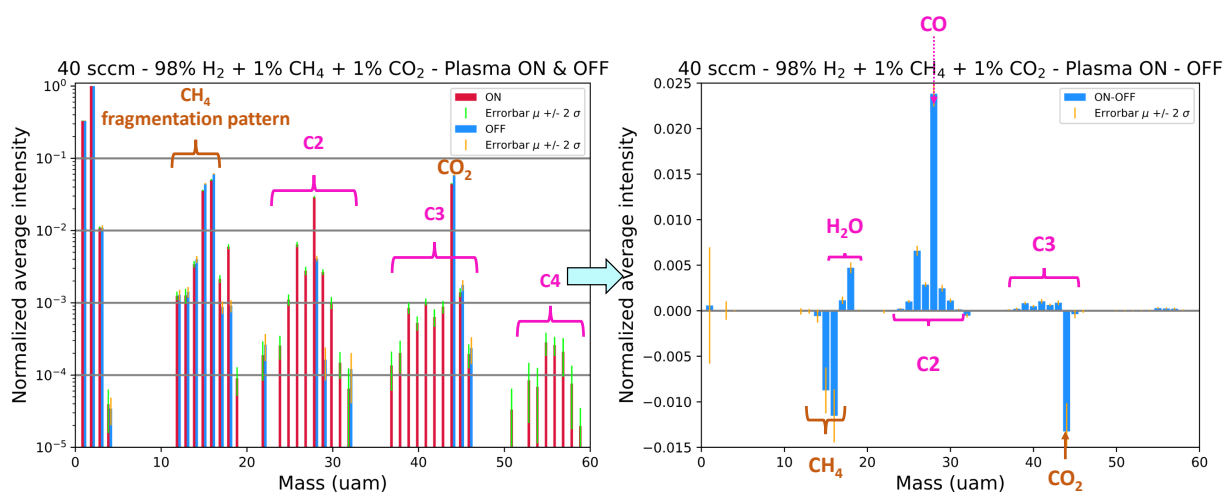 CO
40 sccm - 98% H₂ + 1% CH₄ + 1% CO₂ - Plasma ON & OFF
Normalized average intensity
10⁰
10⁻¹
10⁻²
10⁻³
10⁻⁴
10⁻⁵
CH₄
fragmentation pattern
C2
ON
Errorbar μ +/- 2 σ
OFF
Errorbar μ +/- 2 σ
CO₂
C3
C4
0
10
20
30
40
50
60
Mass (uam)
40 sccm - 98% H₂ + 1% CH₄ + 1% CO₂ - Plasma ON - OFF
Normalized average intensity
0.025
0.020
0.015
0.010
0.005
0.000
−0.005
−0.010
−0.015
ON-OFF
Errorbar μ +/- 2 σ
H₂O
C3
C2
CH₄
CO₂
0
10
20
30
40
50
60
Mass (uam)